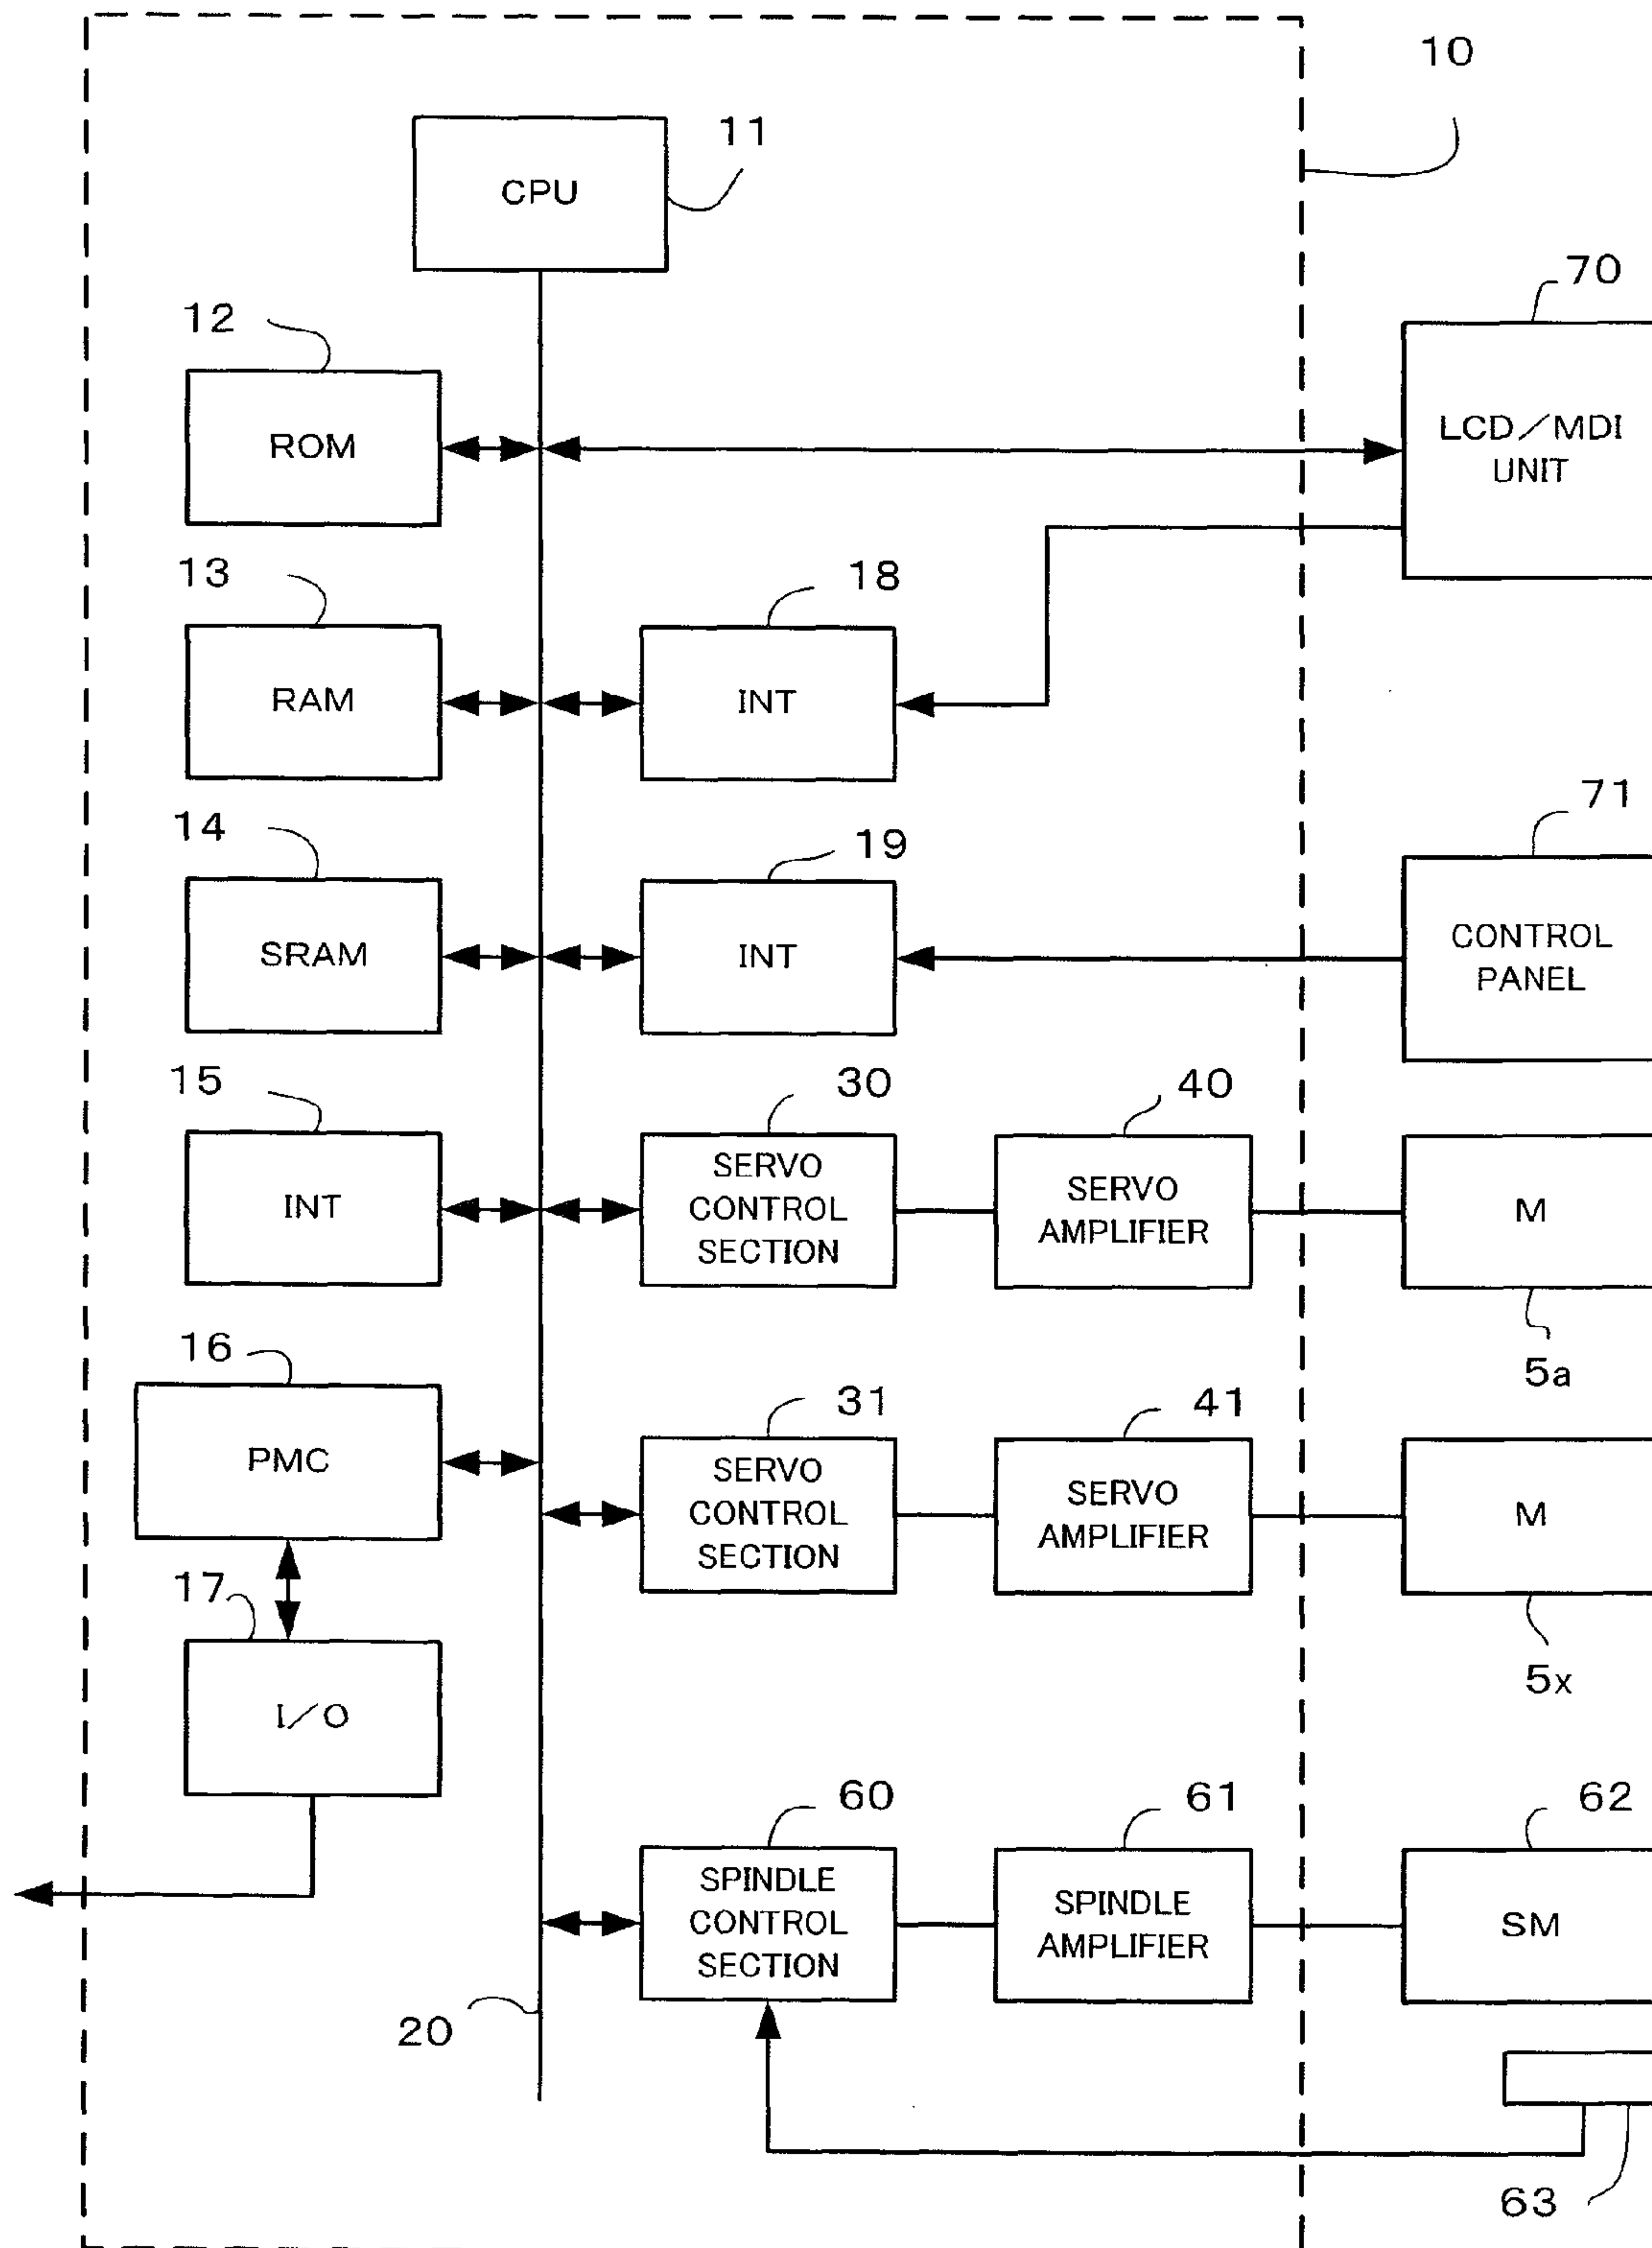 10
11
CPU
70
12
LCD/MDI
UNIT
ROM
13
18
RAM
INT
71
14
19
SRAM
INT
CONTROL
PANEL
15
30
40
INT
SERVO
CONTROL
SECTION
SERVO
AMPLIFIER
M
5a
16
31
41
PMC
SERVO
CONTROL
SECTION
SERVO
AMPLIFIER
M
17
5x
I/O
60
61
62
SPINDLE
CONTROL
SECTION
SPINDLE
AMPLIFIER
SM
20
63